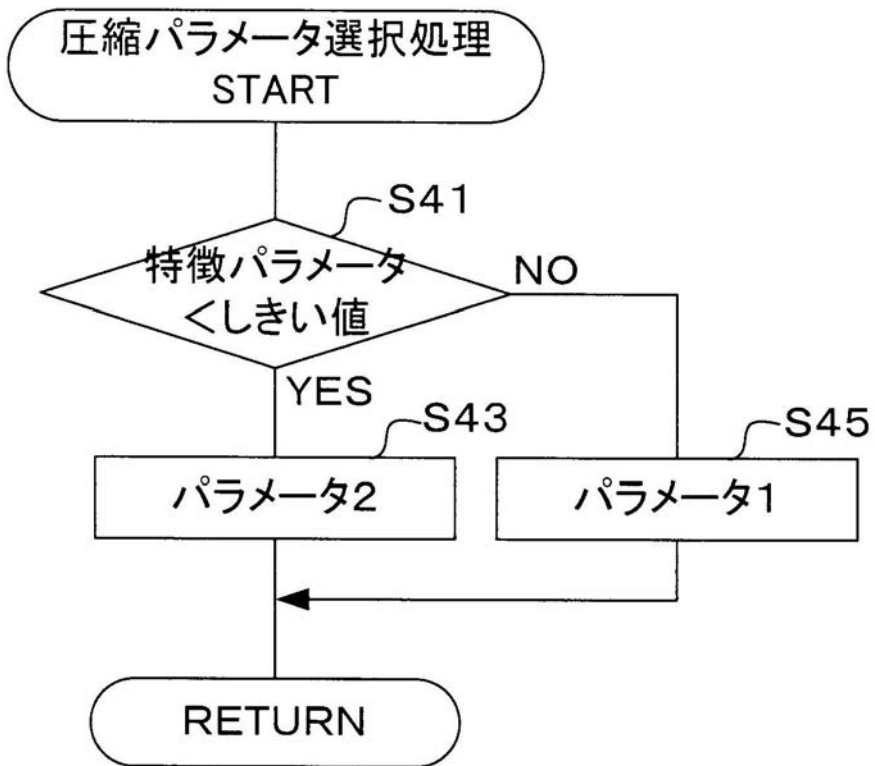 圧縮パラメータ選択処理
START
S41
特徴パラメータ
<しきい値
NO
YES
S43
S45
パラメータ2
パラメータ1
RETURN